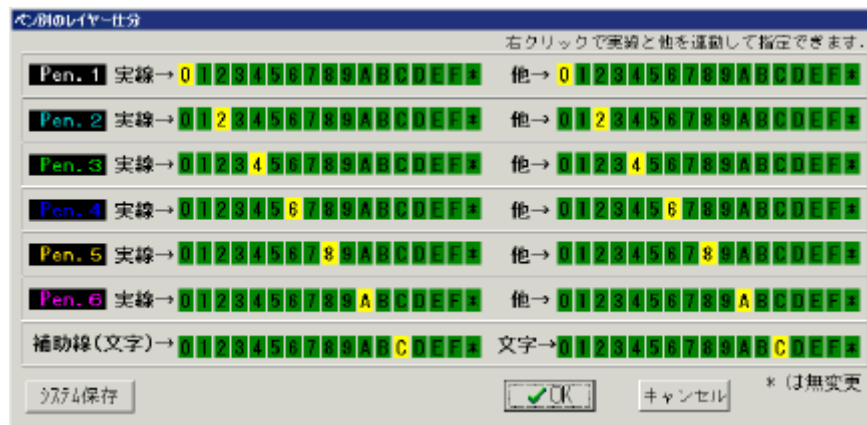 ペン別のレイヤー仕分
右クリックで実線と他を連動して指定できます.
Pen. 1 実線→ 0 1 2 3 4 5 6 7 8 9 A B C D E F * 他→ 0 1 2 3 4 5 6 7 8 9 A B C D E F *
Pen. 2 実線→ 0 1 2 3 4 5 6 7 8 9 A B C D E F * 他→ 0 1 2 3 4 5 6 7 8 9 A B C D E F *
Pen. 3 実線→ 0 1 2 3 4 5 6 7 8 9 A B C D E F * 他→ 0 1 2 3 4 5 6 7 8 9 A B C D E F *
Pen. 4 実線→ 0 1 2 3 4 5 6 7 8 9 A B C D E F * 他→ 0 1 2 3 4 5 6 7 8 9 A B C D E F *
Pen. 5 実線→ 0 1 2 3 4 5 6 7 8 9 A B C D E F * 他→ 0 1 2 3 4 5 6 7 8 9 A B C D E F *
Pen. 6 実線→ 0 1 2 3 4 5 6 7 8 9 A B C D E F * 他→ 0 1 2 3 4 5 6 7 8 9 A B C D E F *
補助線(文字)→ 0 1 2 3 4 5 6 7 8 9 A B C D E F * 文字→ 0 1 2 3 4 5 6 7 8 9 A B C D E F *
システム保存 OK キャンセル * は無変更